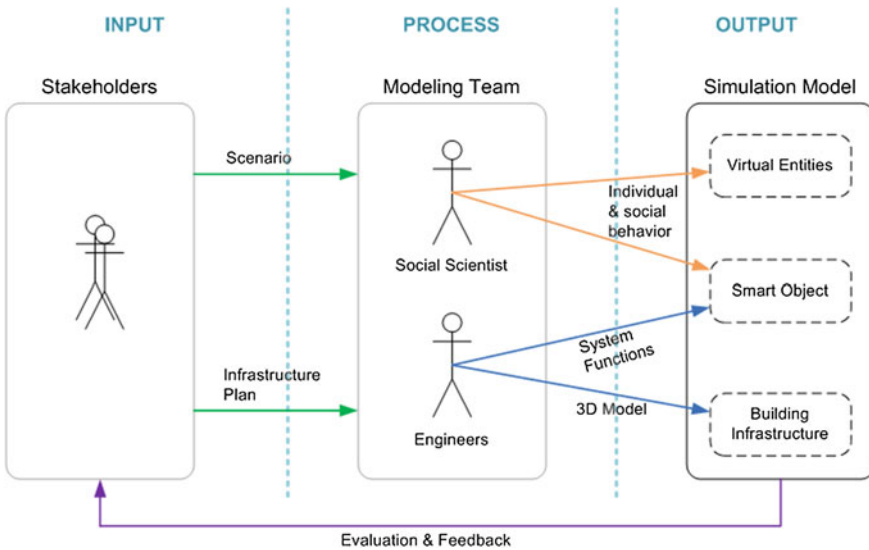 INPUT
PROCESS
OUTPUT
Stakeholders
Modeling Team
Simulation Model
Scenario
Infrastructure
Plan
Social Scientist
Engineers
Individual
& social
behavior
System
Functions
3D Model
Virtual Entities
Smart Object
Building
Infrastructure
Evaluation & Feedback